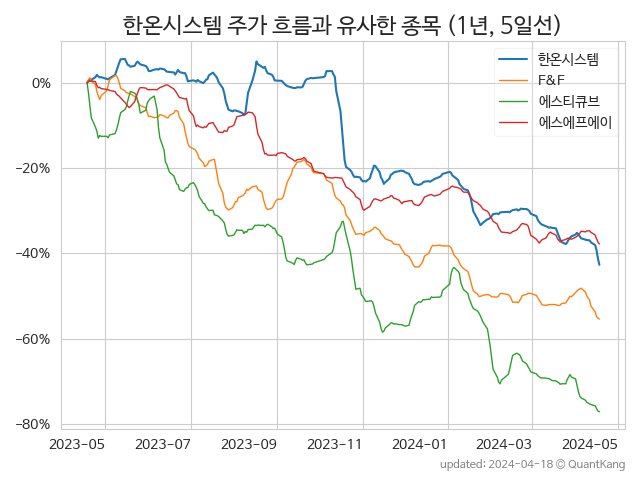 한온시스템 주가 흐름과 유사한 종목 (1년, 5일선)
한온시스템
F&F
에스티큐브
에스에프에이
0%
−20%
−40%
−60%
−80%
2023-05 2023-07 2023-09 2023-11 2024-01 2024-03 2024-05
updated: 2024-04-18 © QuantKang